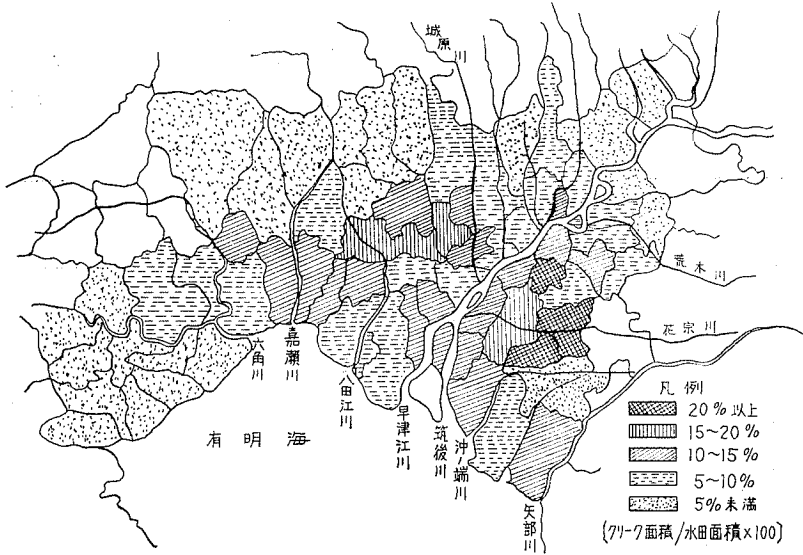 城原川
荒木川
花宗川
六角川
嘉瀬川
八田江川
早津江川
筑後川
沖ノ端川
矢部川
有明海
凡例
20%以上
15~20%
10~15%
5~10%
5%未満
〔クリーク面積/水田面積×100〕